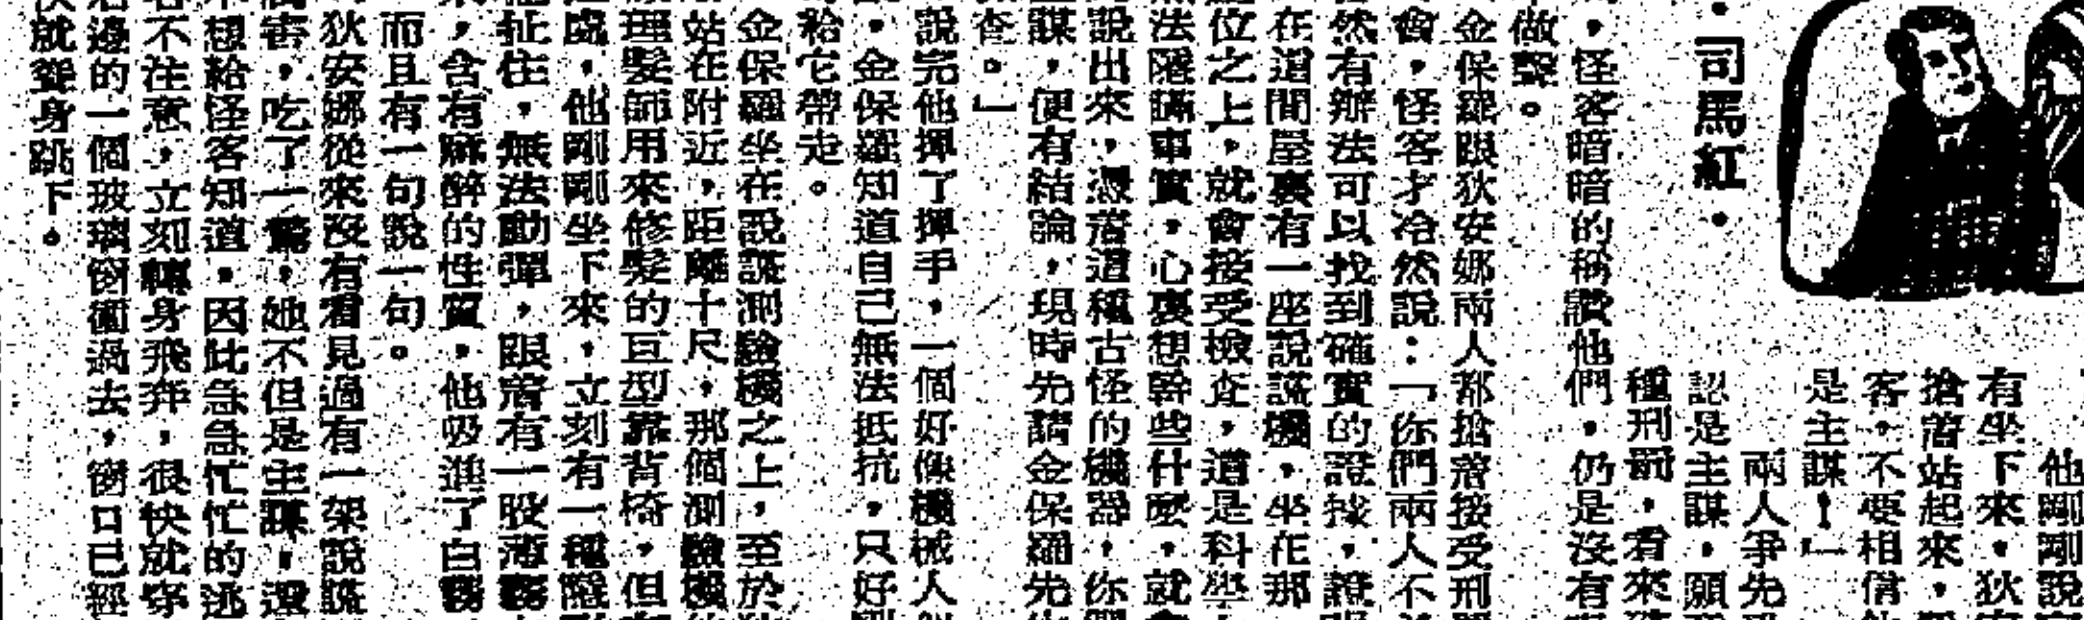 他剛剛說
有坐下來，狄安
搶着站起來，
客，不要相信他
是主謀！」
兩人爭先
認是主謀，願
種刑罰，看來
・司馬紅・
，怪客暗暗的稱讚他們，仍是沒有
做聲。
金保羅跟狄安娜兩人都搶着接受刑
會，怪客才冷然說：「你們兩人不
然有辦法可以找到確實的證據，證
在這間屋裏有一座說謊機，坐在那
位之上，就會接受檢查，這是科學
法隱瞞事實，心裏想幹些什麼，就會
說出來，憑着這種古怪的機器，你
謀，便有結論，現時先請金保羅先
查。」
說完他揮了揮手，一個好像機械人
，金保羅知道自己無法抵抗，只好
給它帶走。
金保羅坐在說謊測驗機之上，至於
站在附近，距離十尺，那個測驗機
理髮師用來修髮的巨型靠背椅，但
處，他剛剛坐下來，立刻有一種隱
扯住，無法動彈，跟着有一股薄霧
，含有麻醉的性質，他吸進了白霧
而且有一句說一句。
狄安娜從來沒有看見過有一架說謊
害，吃了一驚，她不但是主謀，還
想給怪客知道，因此急急忙忙的逃
不注意，立刻轉身飛奔，很快就穿
邊的一個玻璃窗衝過去，窗口已經
就聳身跳下。